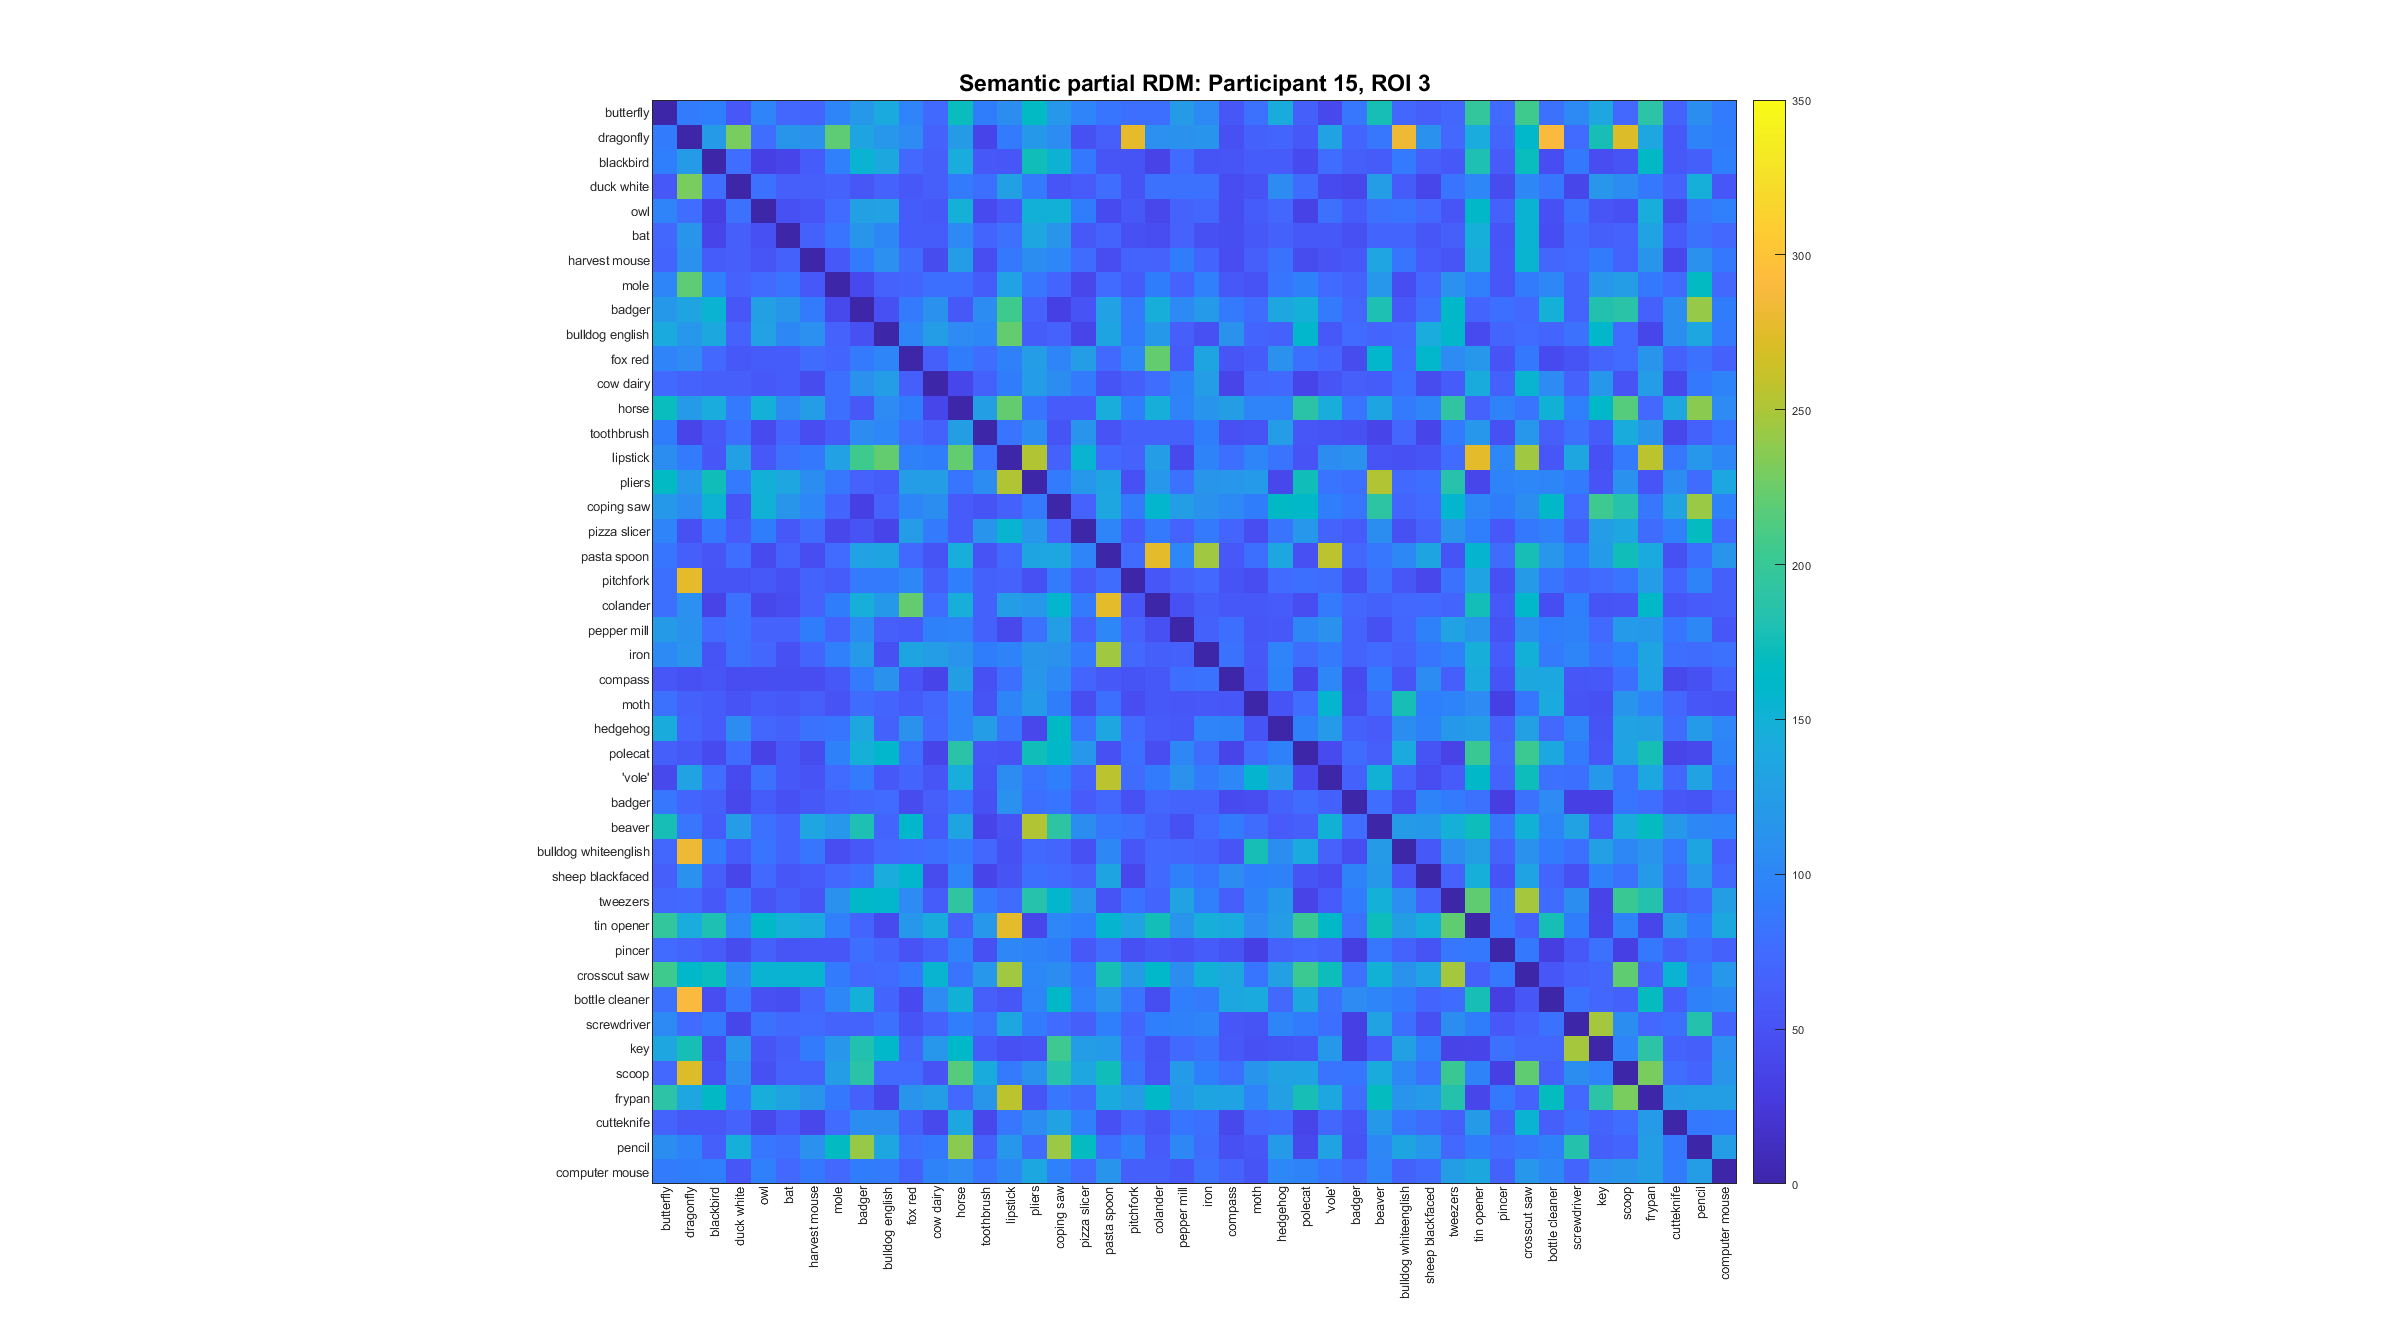 Semantic partial RDM: Participant 15, ROI 3
butterfly
dragonfly
blackbird
duck white
owl
bat
harvest mouse
mole
badger
bulldog english
fox red
cow dairy
horse
toothbrush
lipstick
pliers
coping saw
pizza slicer
pasta spoon
pitchfork
colander
pepper mill
iron
compass
moth
hedgehog
polecat
'vole'
badger
beaver
bulldog whiteenglish
sheep blackfaced
tweezers
tin opener
pincer
crosscut saw
bottle cleaner
screwdriver
key
scoop
frypan
cutteknife
pencil
computer mouse
butterfly
dragonfly
blackbird
duck white
owl
bat
harvest mouse
mole
badger
bulldog english
fox red
cow dairy
horse
toothbrush
lipstick
pliers
coping saw
pizza slicer
pasta spoon
pitchfork
colander
pepper mill
iron
compass
moth
hedgehog
polecat
'vole'
badger
beaver
bulldog whiteenglish
sheep blackfaced
tweezers
tin opener
pincer
crosscut saw
bottle cleaner
screwdriver
key
scoop
frypan
cutteknife
pencil
computer mouse
350
300
250
200
150
100
50
0